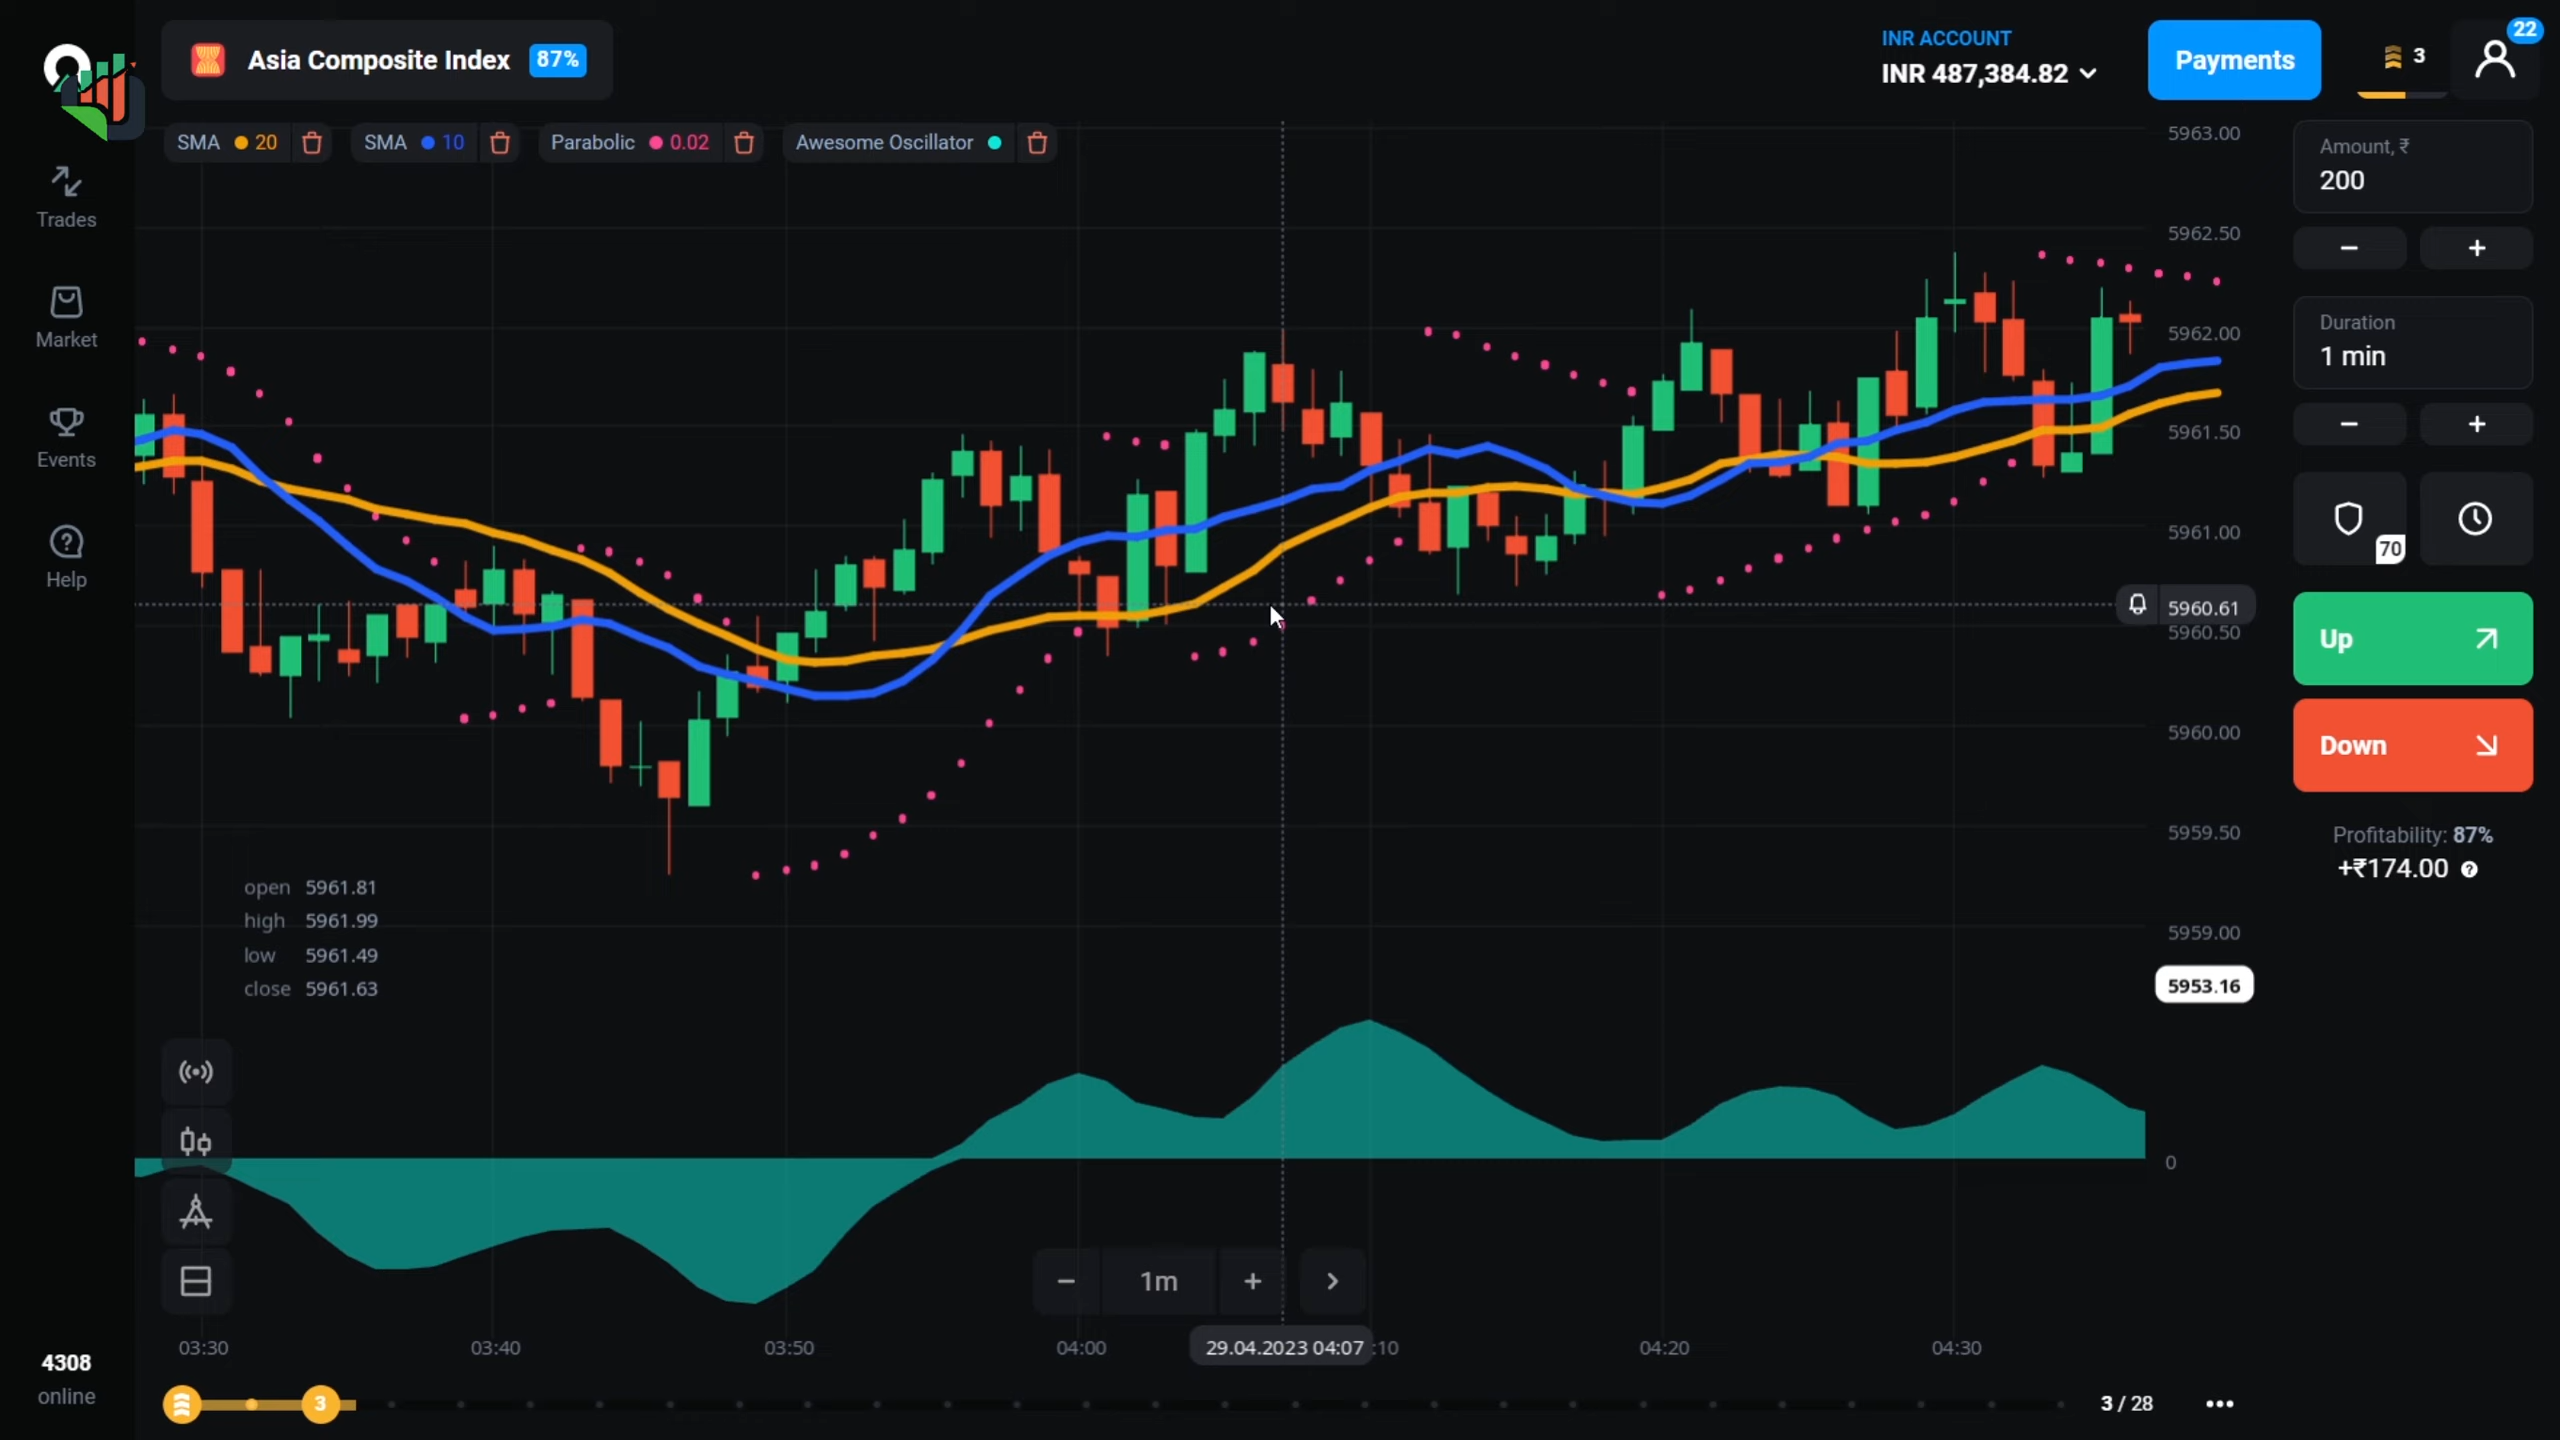 Asia Composite Index 87%
INR ACCOUNT
INR 487,384.82
Payments
3
22
SMA 20
SMA 10
Parabolic 0.02
Awesome Oscillator
Trades
Market
Events
Help
5963.00
5962.50
5962.00
5961.50
5961.00
5960.61
5960.50
5960.00
5959.50
5959.00
5953.16
0
Amount, ₹
200
Duration
1 min
70
Up
Down
Profitability: 87%
+₹174.00
open 5961.81
high 5961.99
low 5961.49
close 5961.63
1m
03:30 03:40 03:50 04:00 29.04.2023 04:07 :10 04:20 04:30
4308
online
3
3 / 28